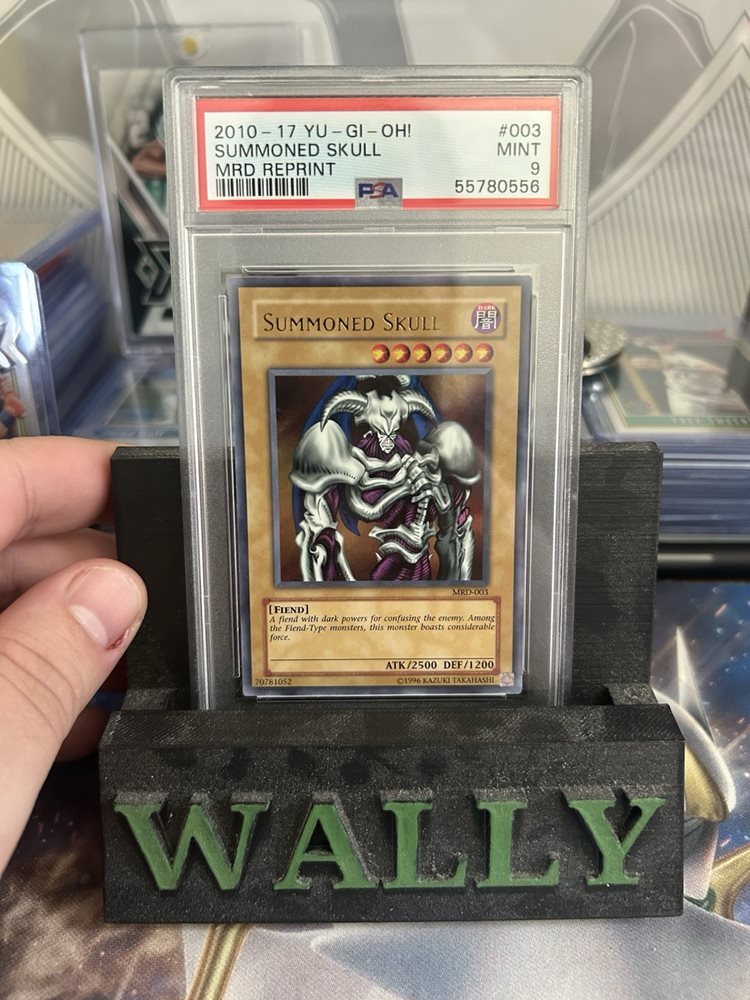 2010 – 17 YU – GI – OH! #003
SUMMONED SKULL MINT
MRD REPRINT 9
PSA 55780556
SUMMONED SKULL
DARK
闇
MRD-003
[FIEND]
A fiend with dark powers for confusing the enemy. Among
the Fiend-Type monsters, this monster boasts considerable
force.
ATK/2500 DEF/1200
70781052 ©1996 KAZUKI TAKAHASHI
WALLY